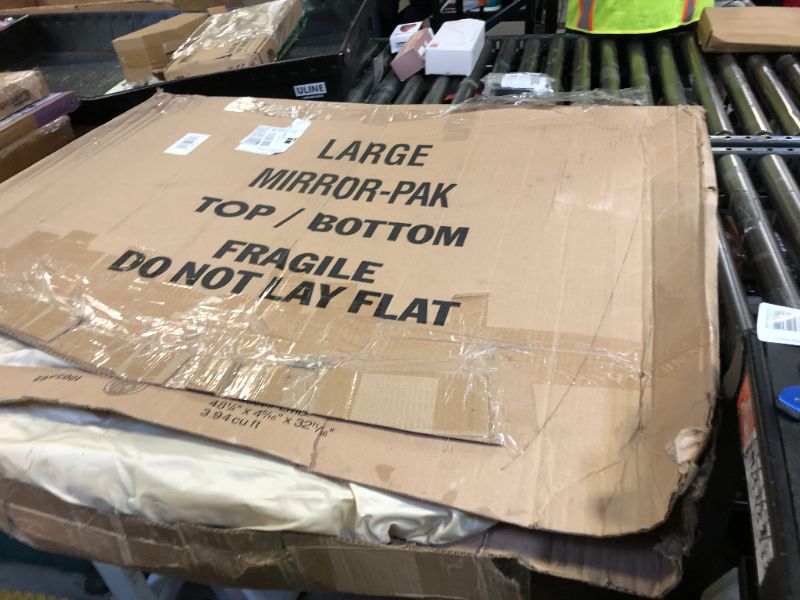 ULINE
LARGE
MIRROR-PAK
TOP / BOTTOM
FRAGILE
DO NOT LAY FLAT
3.94 cu ft